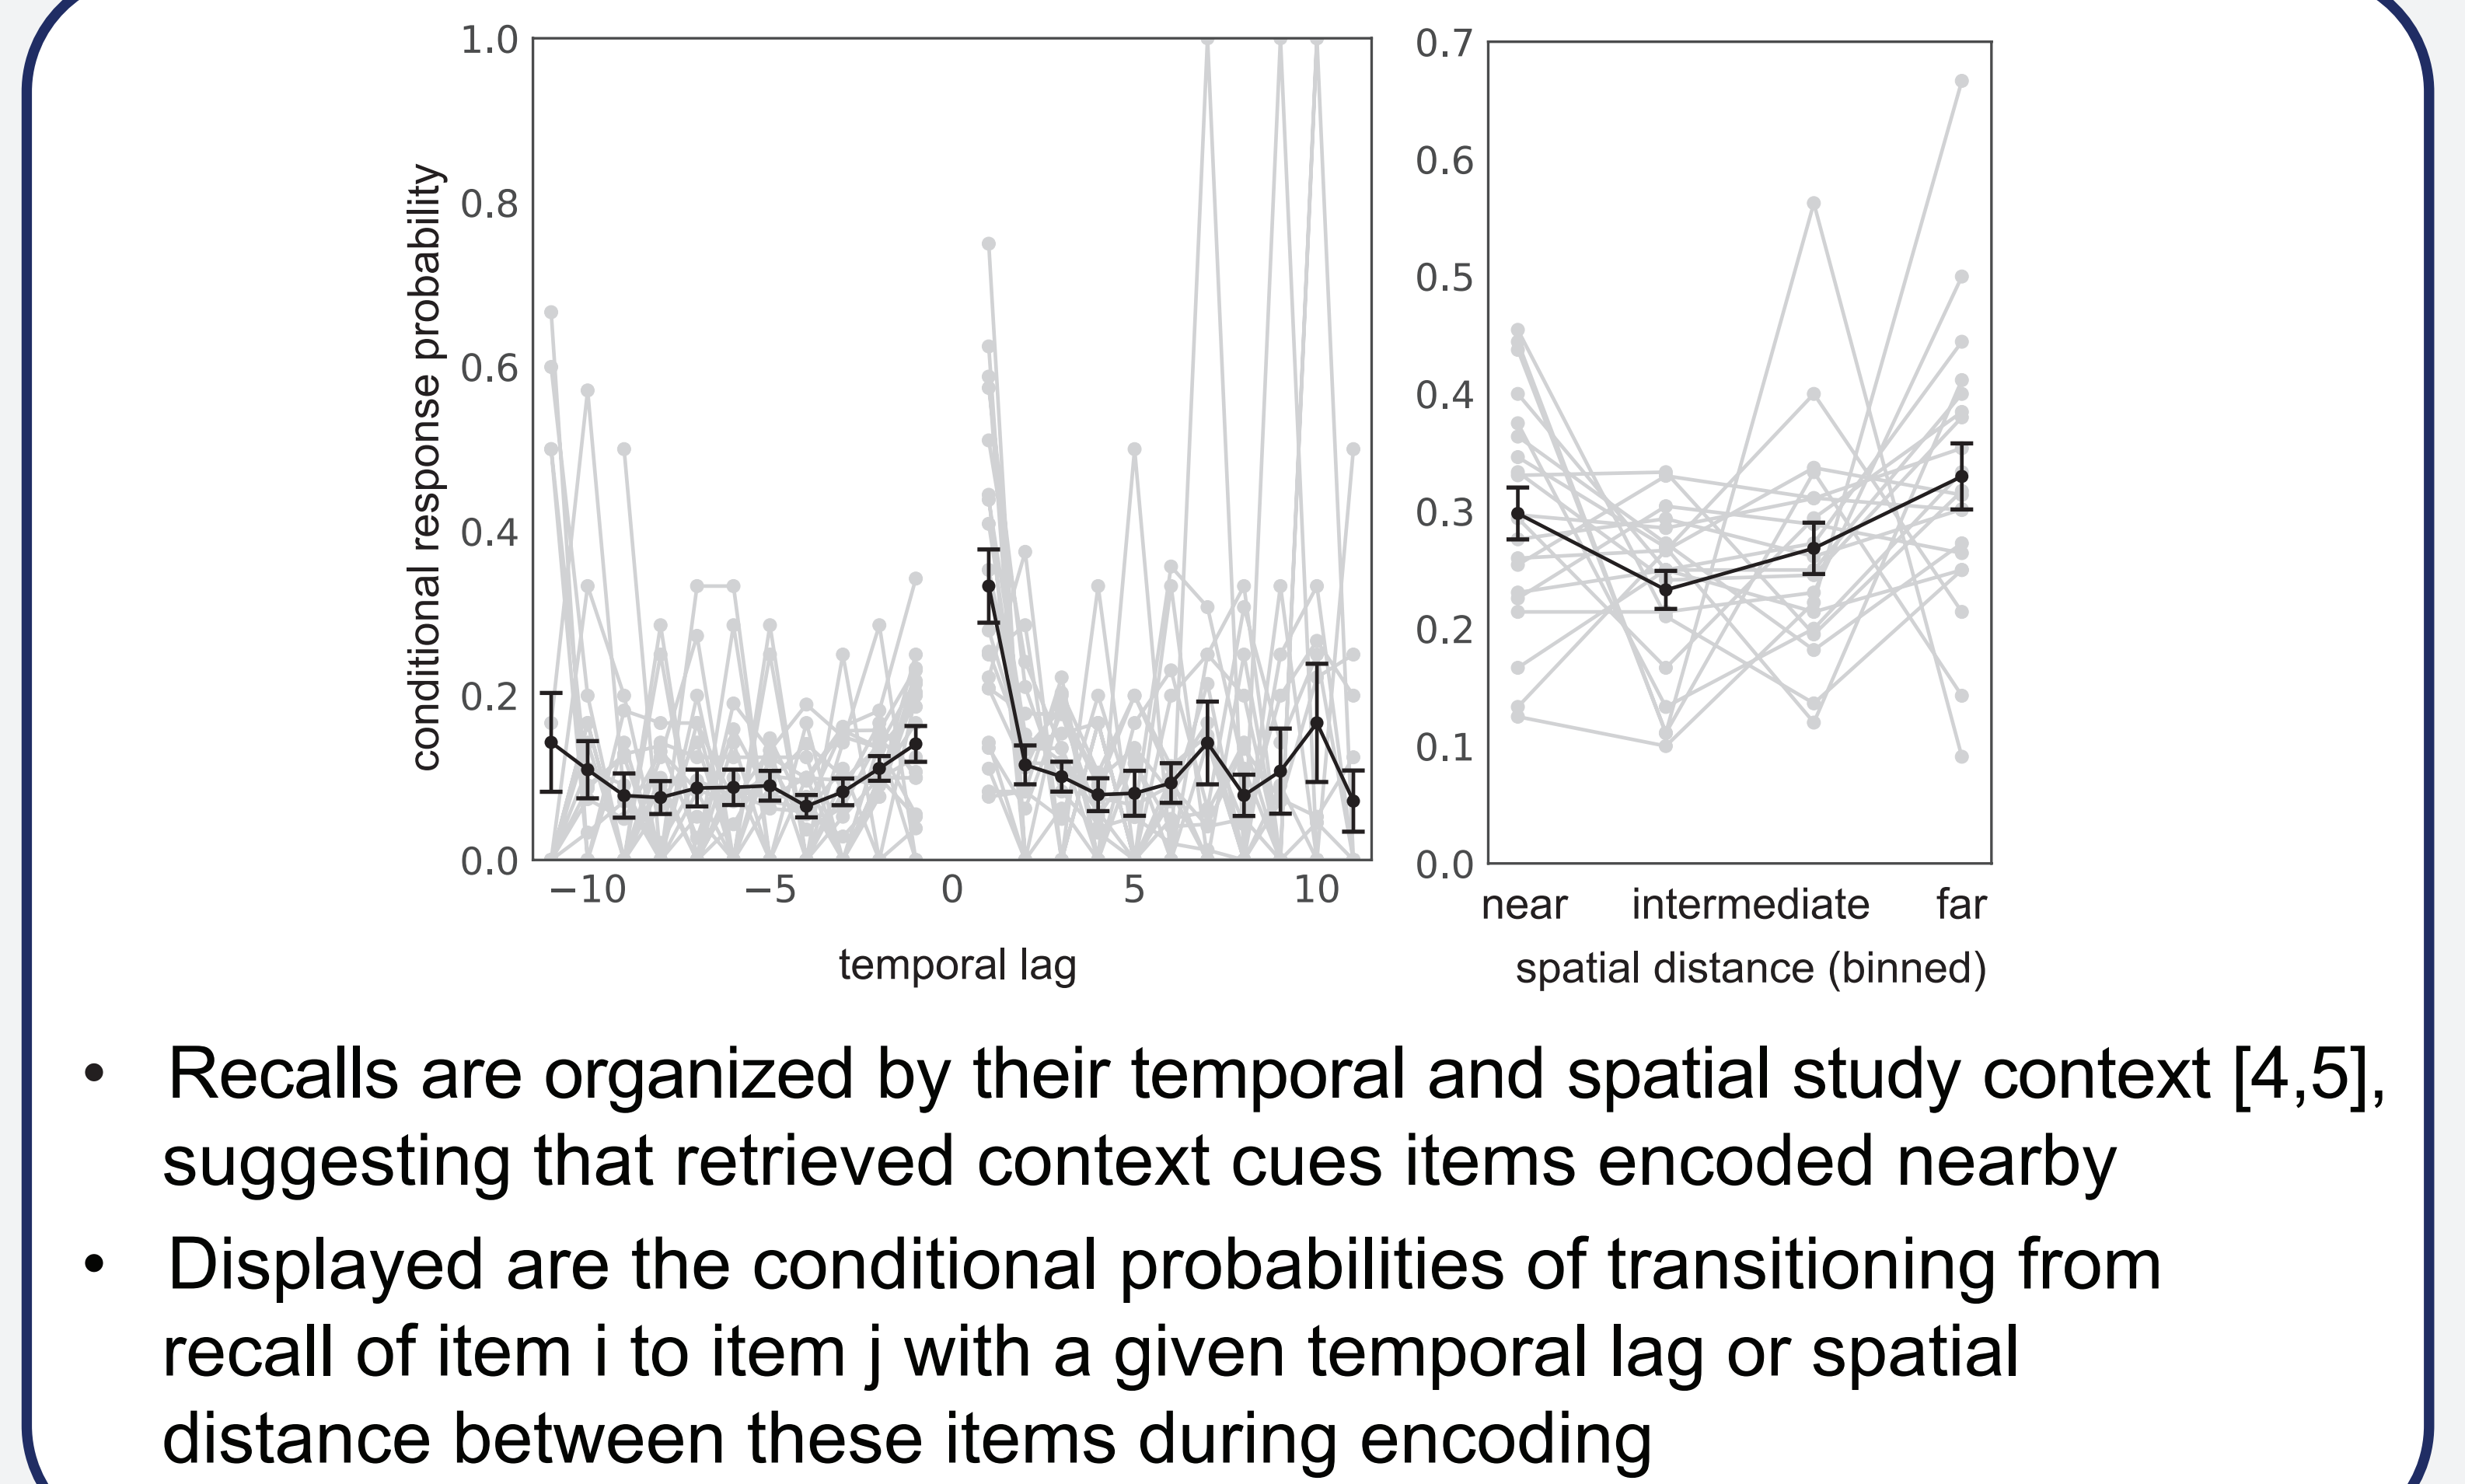 conditional response probability
1.0
0.8
0.6
0.4
0.2
0.0
−10 −5 0 5 10
temporal lag
0.7
0.6
0.5
0.4
0.3
0.2
0.1
0.0
near intermediate far
spatial distance (binned)
• Recalls are organized by their temporal and spatial study context [4,5],
suggesting that retrieved context cues items encoded nearby
• Displayed are the conditional probabilities of transitioning from
recall of item i to item j with a given temporal lag or spatial
distance between these items during encoding